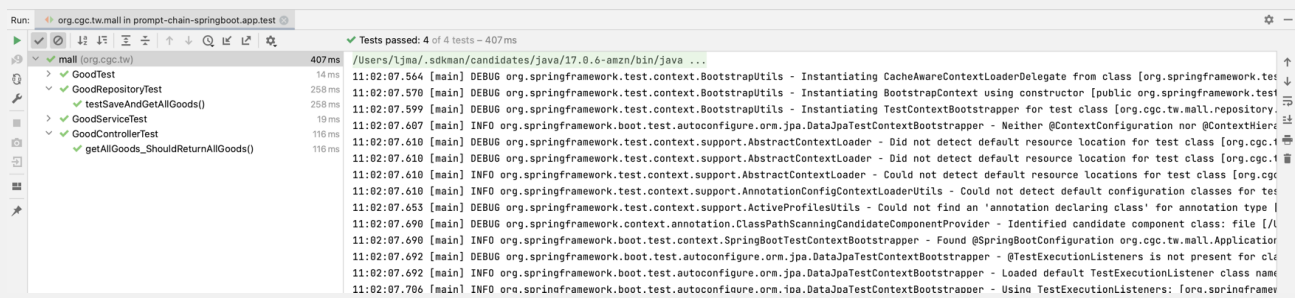 Run: org.cgc.tw.mall in prompt-chain-springboot.app.test
Tests passed: 4 of 4 tests – 407 ms
mall (org.cgc.tw) 407 ms
GoodTest 14 ms
GoodRepositoryTest 258 ms
testSaveAndGetAllGoods() 258 ms
GoodServiceTest 19 ms
GoodControllerTest 116 ms
getAllGoods_ShouldReturnAllGoods() 116 ms
/Users/ljma/.sdkman/candidates/java/17.0.6-amzn/bin/java ...
11:02:07.564 [main] DEBUG org.springframework.test.context.BootstrapUtils - Instantiating CacheAwareContextLoaderDelegate from class [org.springframework.tes
11:02:07.570 [main] DEBUG org.springframework.test.context.BootstrapUtils - Instantiating BootstrapContext using constructor [public org.springframework.test
11:02:07.599 [main] DEBUG org.springframework.test.context.BootstrapUtils - Instantiating TestContextBootstrapper for test class [org.cgc.tw.mall.repository.
11:02:07.607 [main] INFO org.springframework.boot.test.autoconfigure.orm.jpa.DataJpaTestContextBootstrapper - Neither @ContextConfiguration nor @ContextHiera
11:02:07.610 [main] DEBUG org.springframework.test.context.support.AbstractContextLoader - Did not detect default resource location for test class [org.cgc.t
11:02:07.610 [main] DEBUG org.springframework.test.context.support.AbstractContextLoader - Did not detect default resource location for test class [org.cgc.t
11:02:07.610 [main] INFO org.springframework.test.context.support.AbstractContextLoader - Could not detect default resource locations for test class [org.cgc
11:02:07.610 [main] INFO org.springframework.test.context.support.AnnotationConfigContextLoaderUtils - Could not detect default configuration classes for tes
11:02:07.653 [main] DEBUG org.springframework.test.context.support.ActiveProfilesUtils - Could not find an 'annotation declaring class' for annotation type [
11:02:07.690 [main] DEBUG org.springframework.context.annotation.ClassPathScanningCandidateComponentProvider - Identified candidate component class: file [/U
11:02:07.690 [main] INFO org.springframework.boot.test.context.SpringBootTestContextBootstrapper - Found @SpringBootConfiguration org.cgc.tw.mall.Application
11:02:07.692 [main] DEBUG org.springframework.boot.test.autoconfigure.orm.jpa.DataJpaTestContextBootstrapper - @TestExecutionListeners is not present for cla
11:02:07.692 [main] INFO org.springframework.boot.test.autoconfigure.orm.jpa.DataJpaTestContextBootstrapper - Loaded default TestExecutionListener class name
11:02:07.706 [main] INFO org.springframework.boot.test.autoconfigure.orm.jpa.DataJpaTestContextBootstrapper - Using TestExecutionListeners: [org.springframew